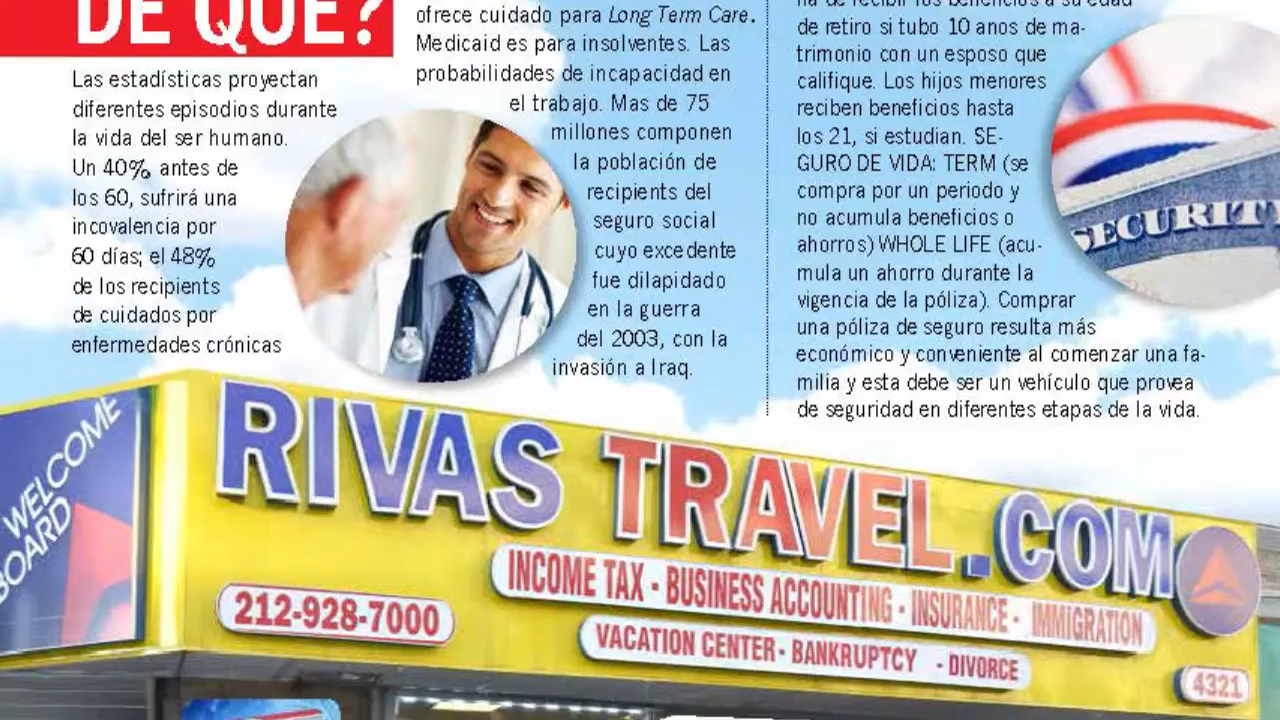 DE QUE?
Las estadísticas proyectan
diferentes episodios durante
la vida del ser humano.
Un 40% antes de
los 60, sufrirá una
incovalencia por
60 días; el 48%
de los recipients
de cuidados por
enfermedades crónicas
ofrece cuidado para Long Term Care.
Medicaid es para insolventes. Las
probabilidades de incapacidad en
el trabajo. Mas de 75
millones componen
la población de
recipients del
seguro social
cuyo excedente
fue dilapidado
en la guerra
del 2003, con la
invasión a Iraq.
ha de recibir los beneficios a su edad
de retiro si tubo 10 anos de ma-
trimonio con un esposo que
califique. Los hijos menores
reciben beneficios hasta
los 21, si estudian. SE-
GURO DE VIDA: TERM (se
compra por un periodo y
no acumula beneficios o
ahorros) WHOLE LIFE (acu-
mula un ahorro durante la
vigencia de la póliza). Comprar
una póliza de seguro resulta más
económico y conveniente al comenzar una fa-
milia y esta debe ser un vehículo que provea
de seguridad en diferentes etapas de la vida.
SECURIT
WELCOME
BOARD
RIVAS TRAVEL.COM
INCOME TAX - BUSINESS ACCOUNTING - INSURANCE - IMMIGRATION
212-928-7000
VACATION CENTER - BANKRUPTCY - DIVORCE
4321